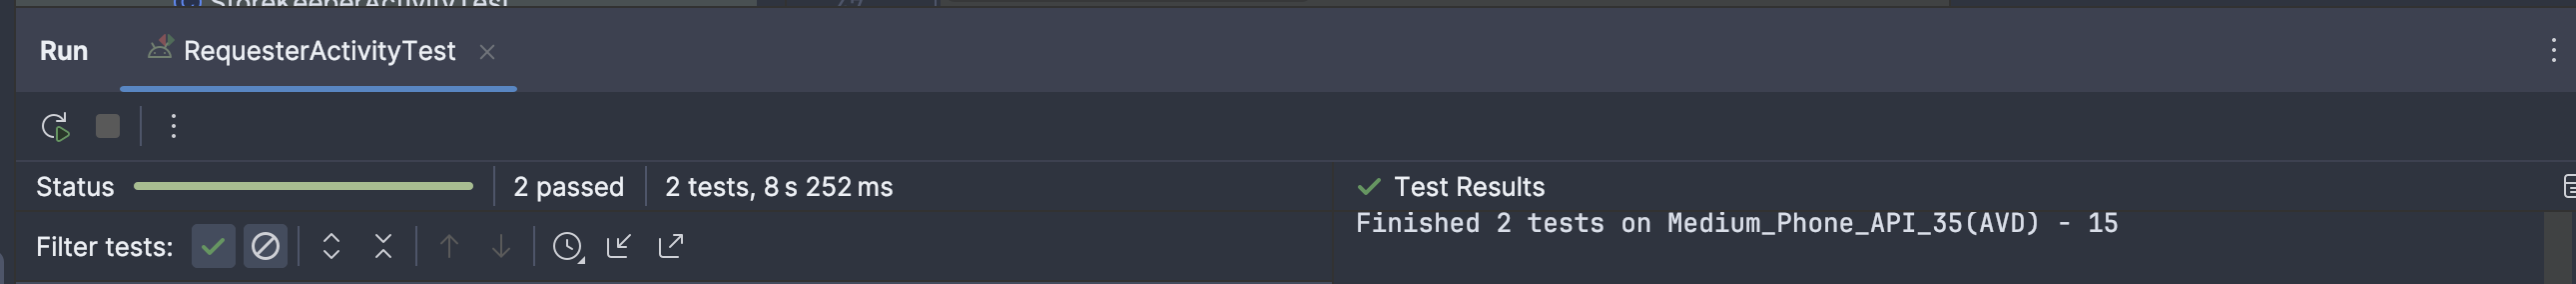 StoreKeeperActivityTest
Run RequesterActivityTest
Status 2 passed 2 tests, 8 s 252 ms
Test Results
Filter tests:
Finished 2 tests on Medium_Phone_API_35(AVD) - 15